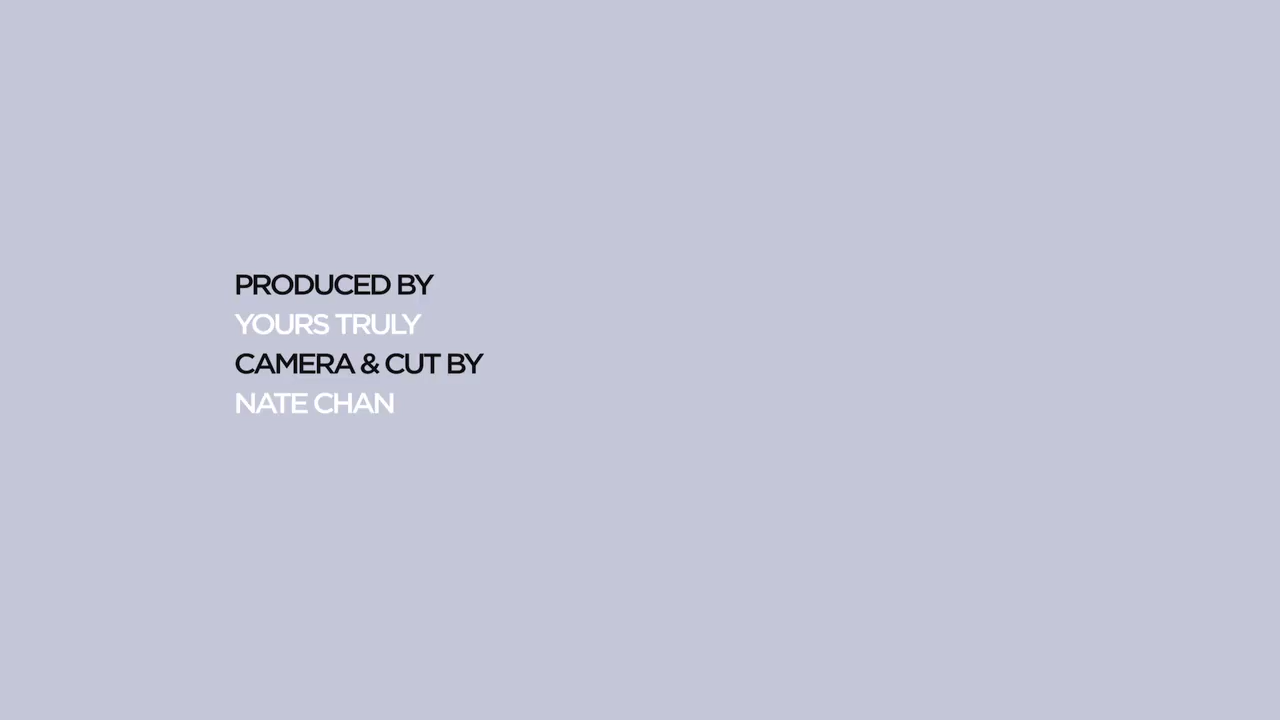 PRODUCED BY
YOURS TRULY
CAMERA & CUT BY
NATE CHAN